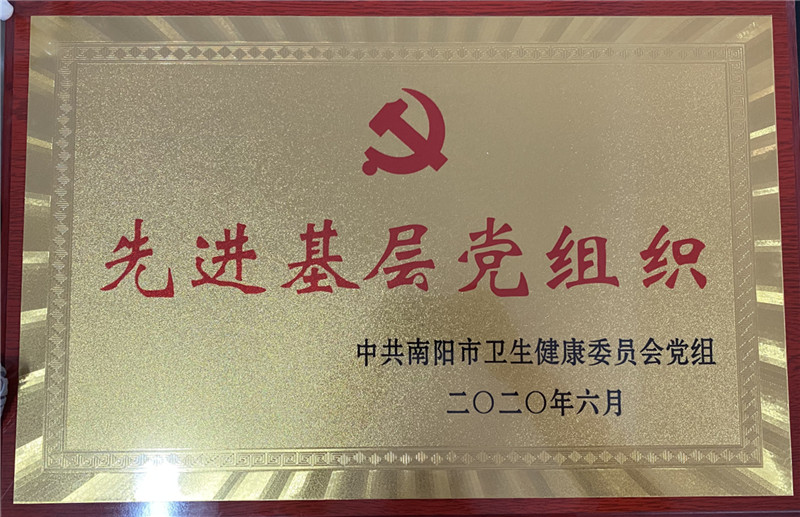 先进基层党组织
中共南阳市卫生健康委员会党组
二〇二〇年六月